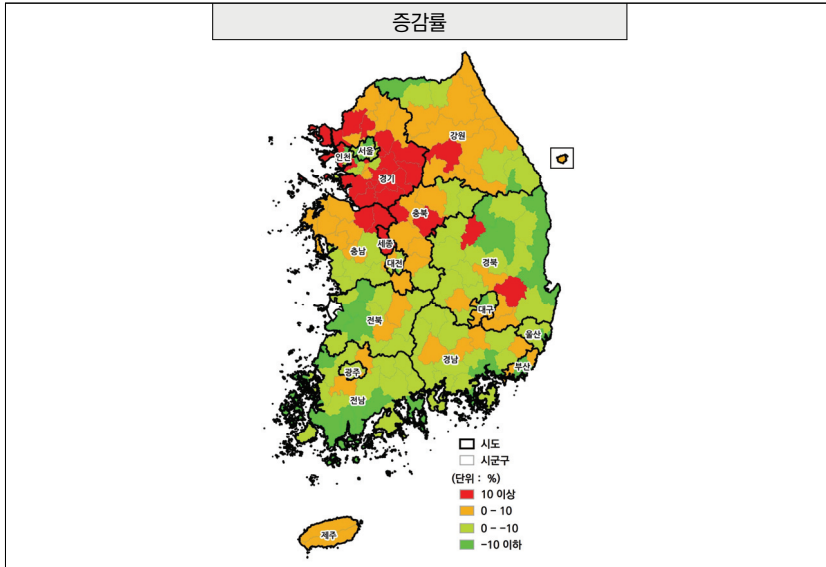 증감률
강원
서울
인천
경기
충북
세종
충남
대전
경북
대구
전북
울산
경남
부산
광주
전남
제주
시도
시군구
(단위 : %)
10 이상
0 - 10
0 - -10
-10 이하